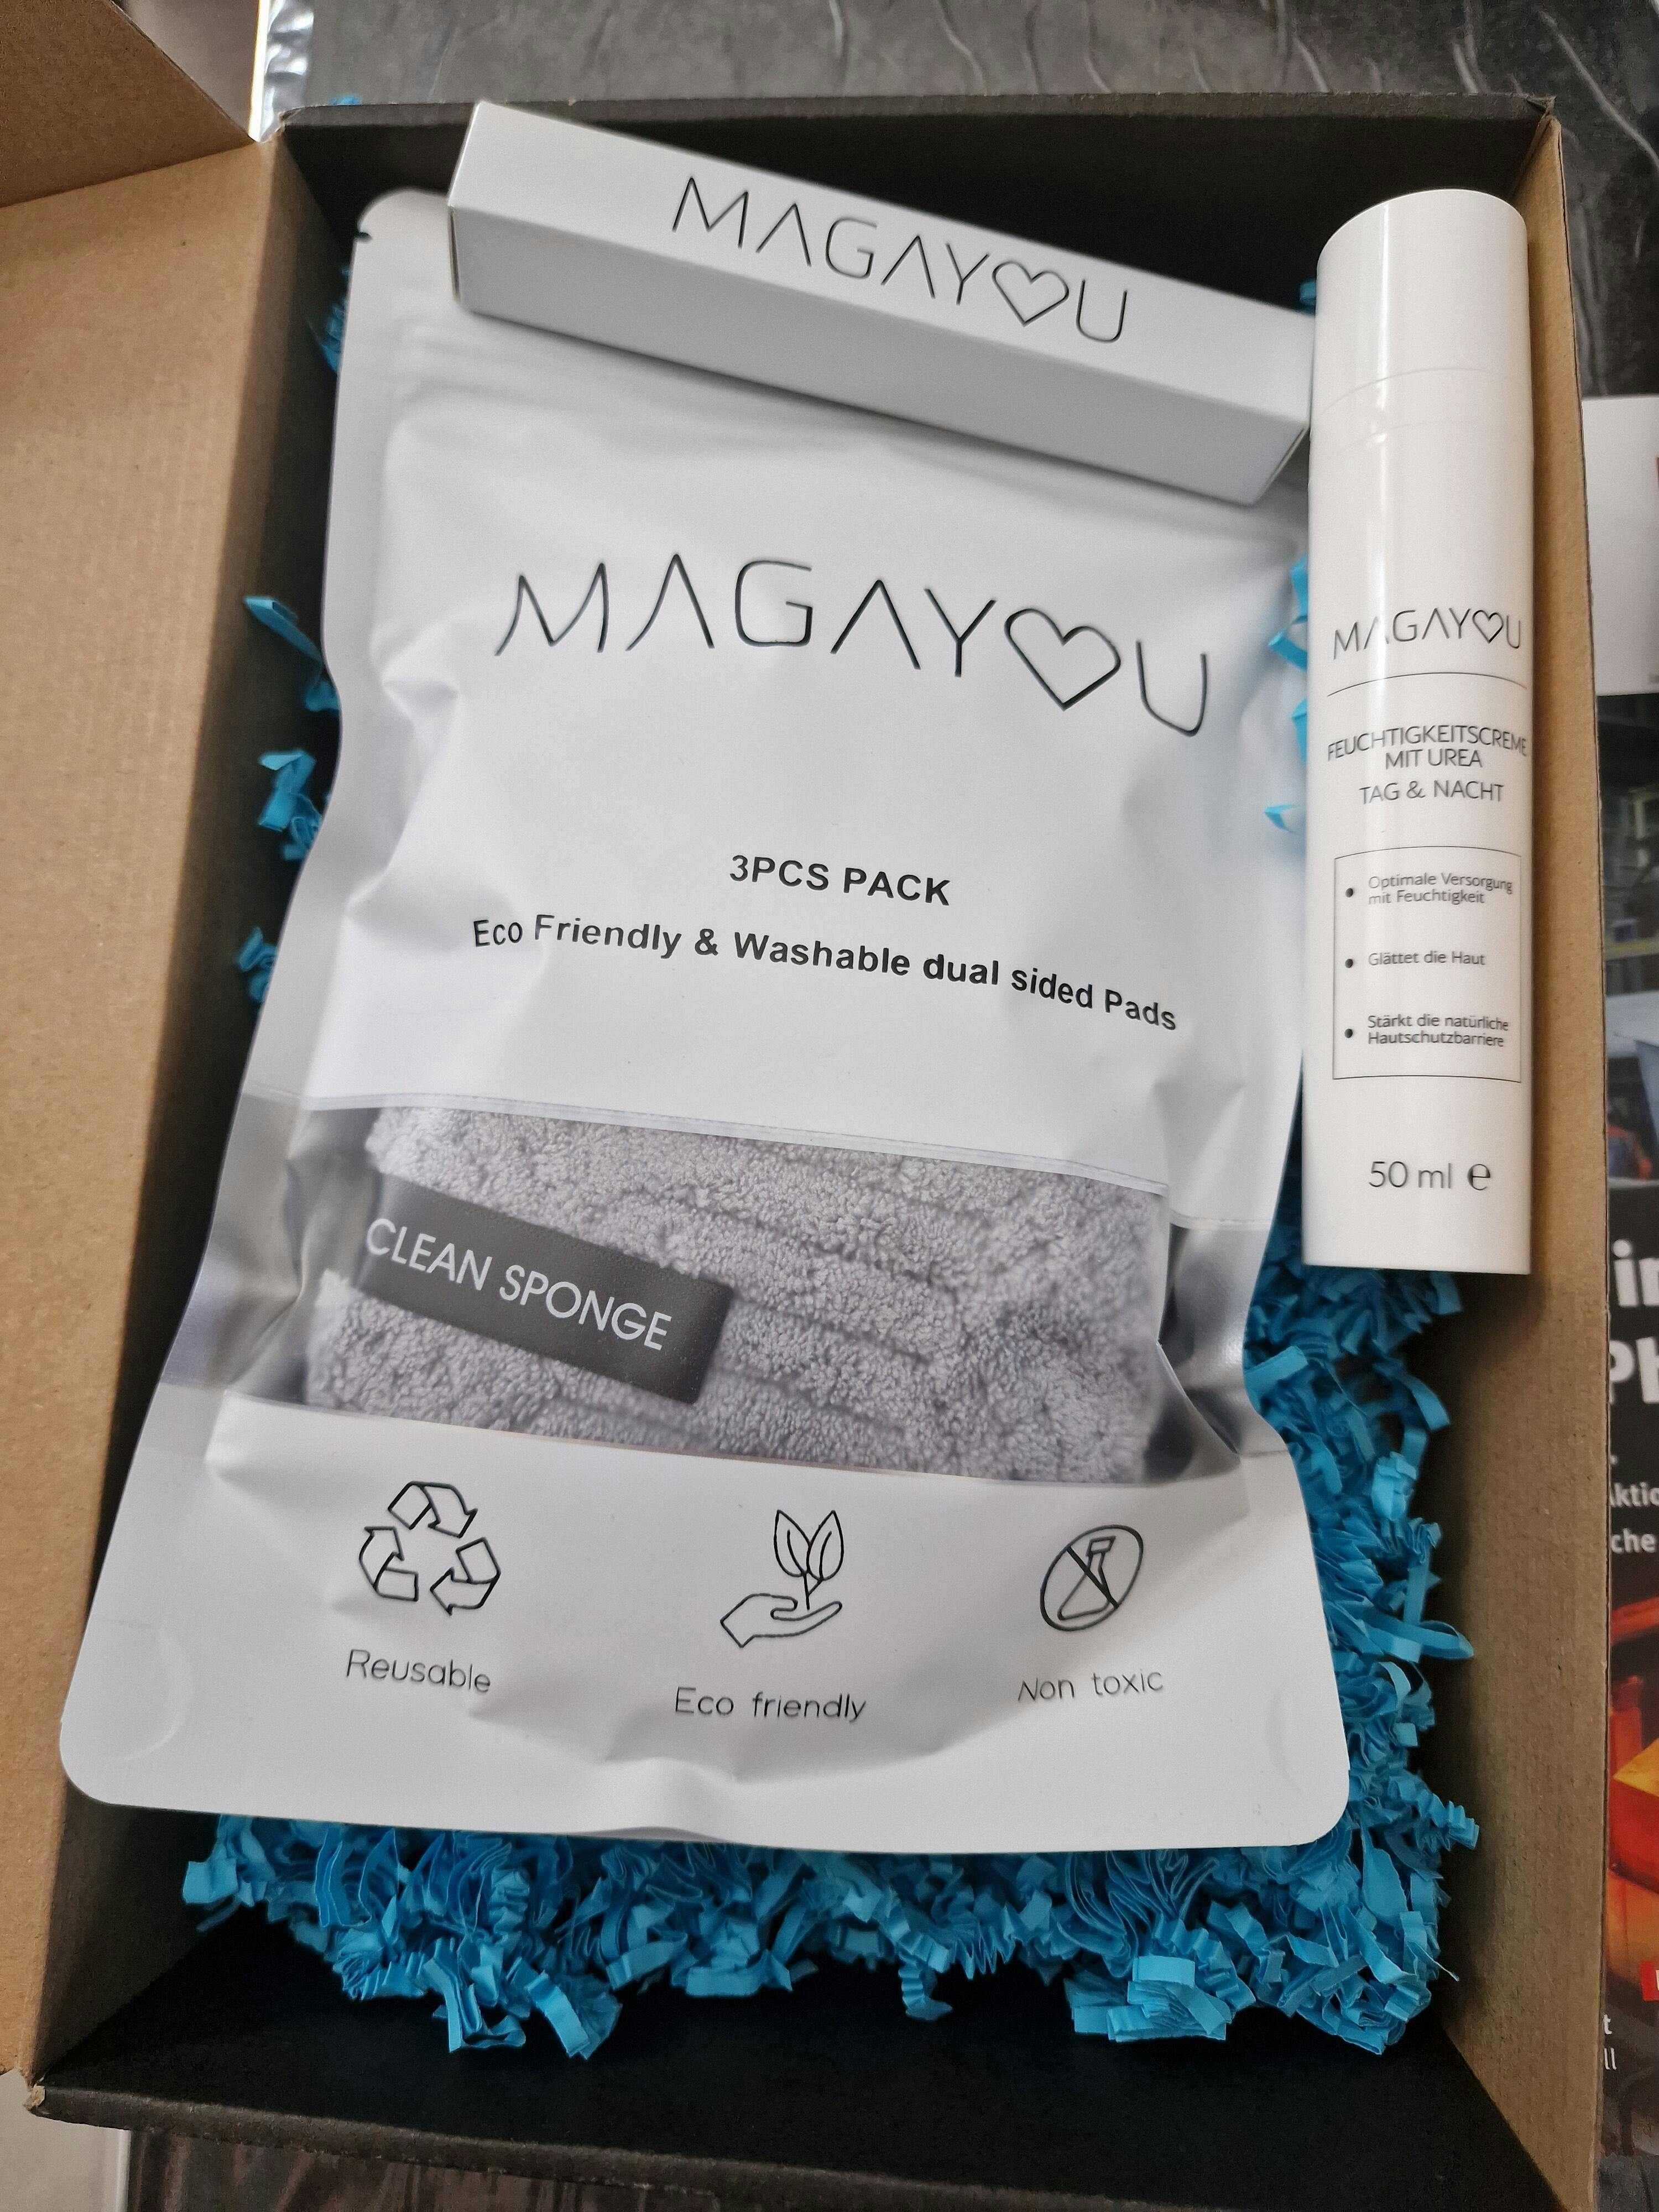 MAGAYOU
MAGAYOU
3PCS PACK
Eco Friendly & Washable dual sided Pads
CLEAN SPONGE
Reusable
Eco friendly
Non toxic
MAGAYOU
FEUCHTIGKEITSCREME
MIT UREA
TAG & NACHT
Optimale Versorgung
mit Feuchtigkeit
Glättet die Haut
Stärkt die natürliche
Hautschutzbarriere
50 ml e